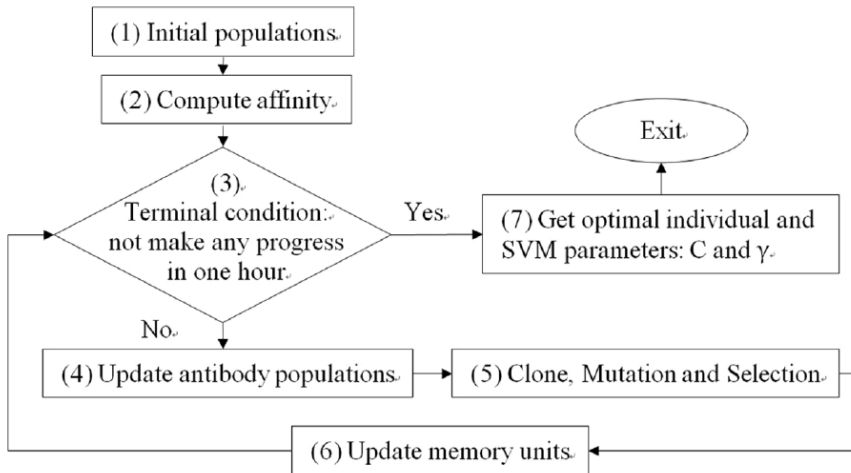 (1) Initial populations
(2) Compute affinity
(3)
Terminal condition:
not make any progress
in one hour
Yes
No
Exit
(7) Get optimal individual and
SVM parameters: C and γ
(4) Update antibody populations
(5) Clone, Mutation and Selection
(6) Update memory units